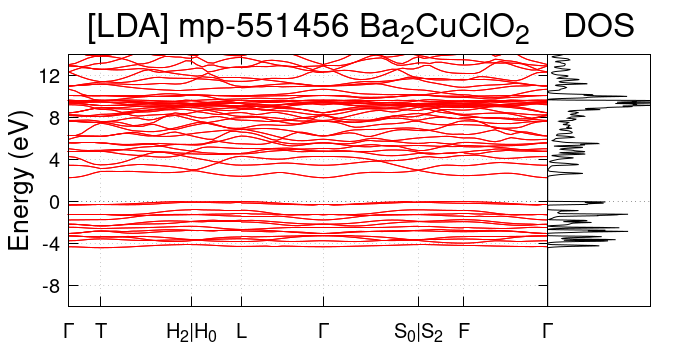 [LDA] mp-551456 Ba₂CuClO₂ DOS
Energy (eV)
12
8
4
0
-4
-8
Γ T H₂|H₀ L Γ S₀|S₂ F Γ